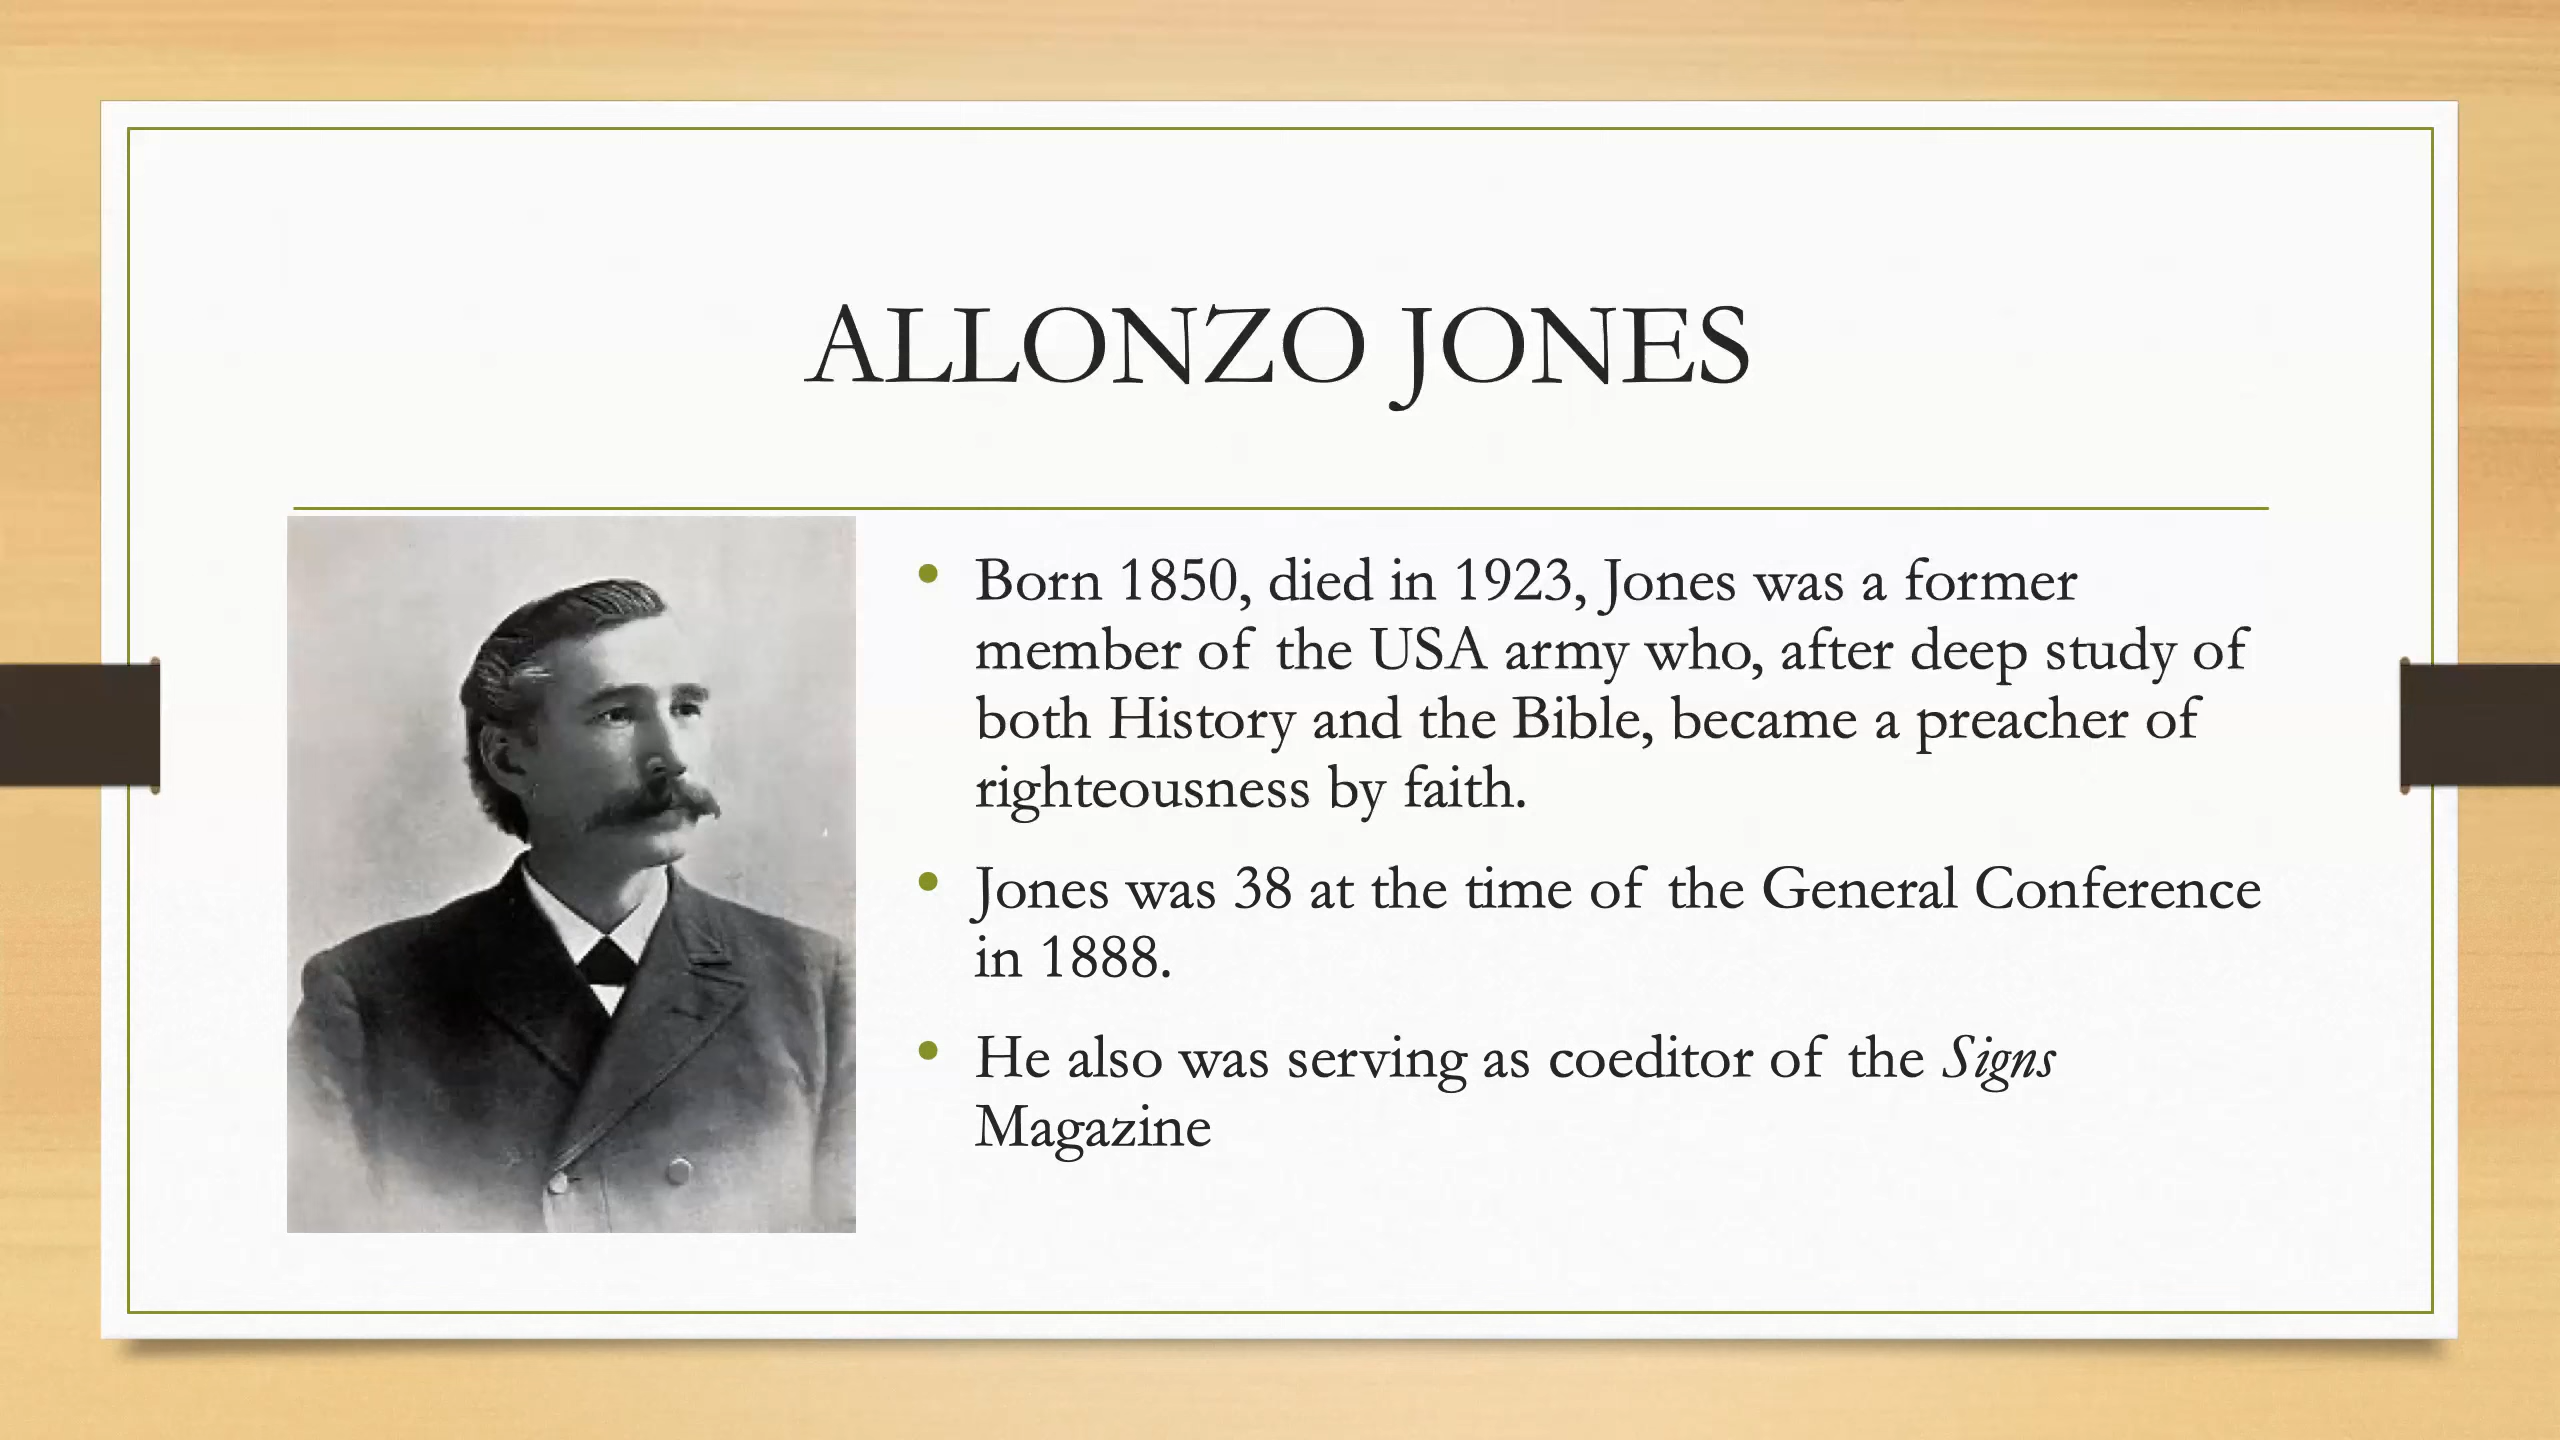 ALLONZO JONES
• Born 1850, died in 1923, Jones was a former
member of the USA army who, after deep study of
both History and the Bible, became a preacher of
righteousness by faith.
• Jones was 38 at the time of the General Conference
in 1888.
• He also was serving as coeditor of the Signs
Magazine